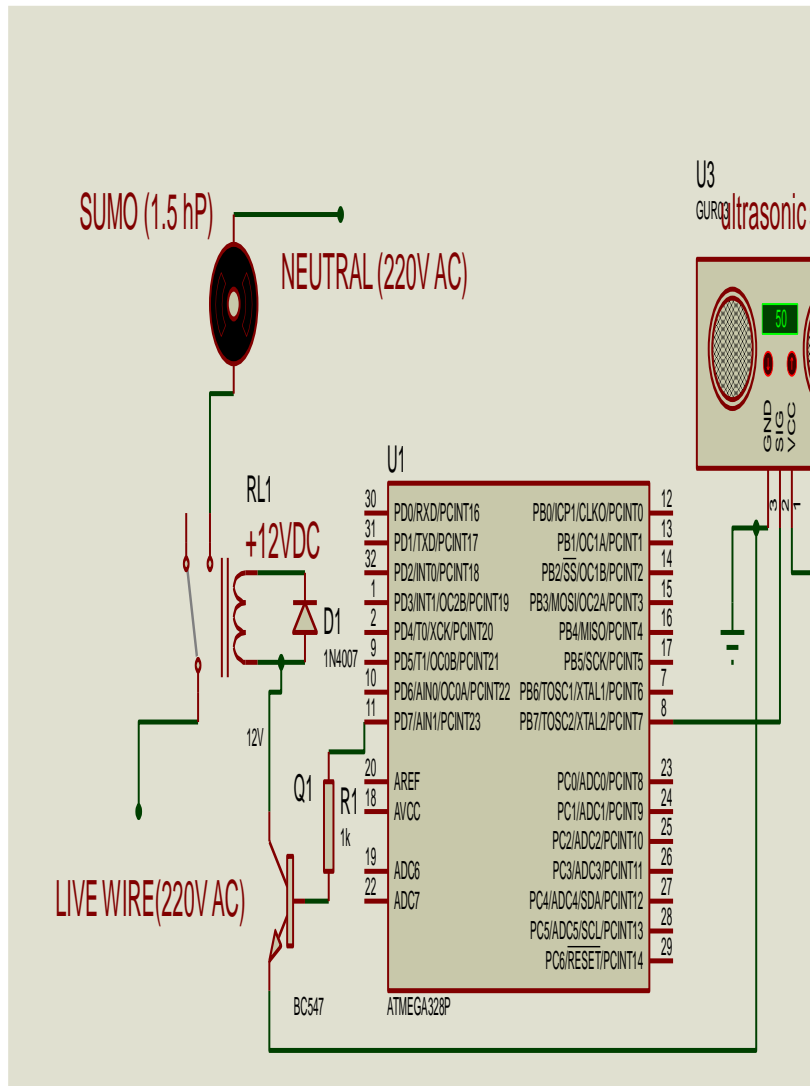 U3
GUR03
ultrasonic
SUMO (1.5 hP)
NEUTRAL (220V AC)
50
GND
SIG
VCC
3
2
1
U1
RL1
+12VDC
30 PD0/RXD/PCINT16
31 PD1/TXD/PCINT17
32 PD2/INT0/PCINT18
1 PD3/INT1/OC2B/PCINT19
2 PD4/T0/XCK/PCINT20
9 PD5/T1/OC0B/PCINT21
10 PD6/AIN0/OC0A/PCINT22
11 PD7/AIN1/PCINT23
20 AREF
18 AVCC
19 ADC6
22 ADC7
PB0/ICP1/CLKO/PCINT0 12
PB1/OC1A/PCINT1 13
PB2/SS/OC1B/PCINT2 14
PB3/MOSI/OC2A/PCINT3 15
PB4/MISO/PCINT4 16
PB5/SCK/PCINT5 17
PB6/TOSC1/XTAL1/PCINT6 7
PB7/TOSC2/XTAL2/PCINT7 8
PC0/ADC0/PCINT8 23
PC1/ADC1/PCINT9 24
PC2/ADC2/PCINT10 25
PC3/ADC3/PCINT11 26
PC4/ADC4/SDA/PCINT12 27
PC5/ADC5/SCL/PCINT13 28
PC6/RESET/PCINT14 29
D1
1N4007
12V
Q1
R1
1k
LIVE WIRE(220V AC)
BC547
ATMEGA328P